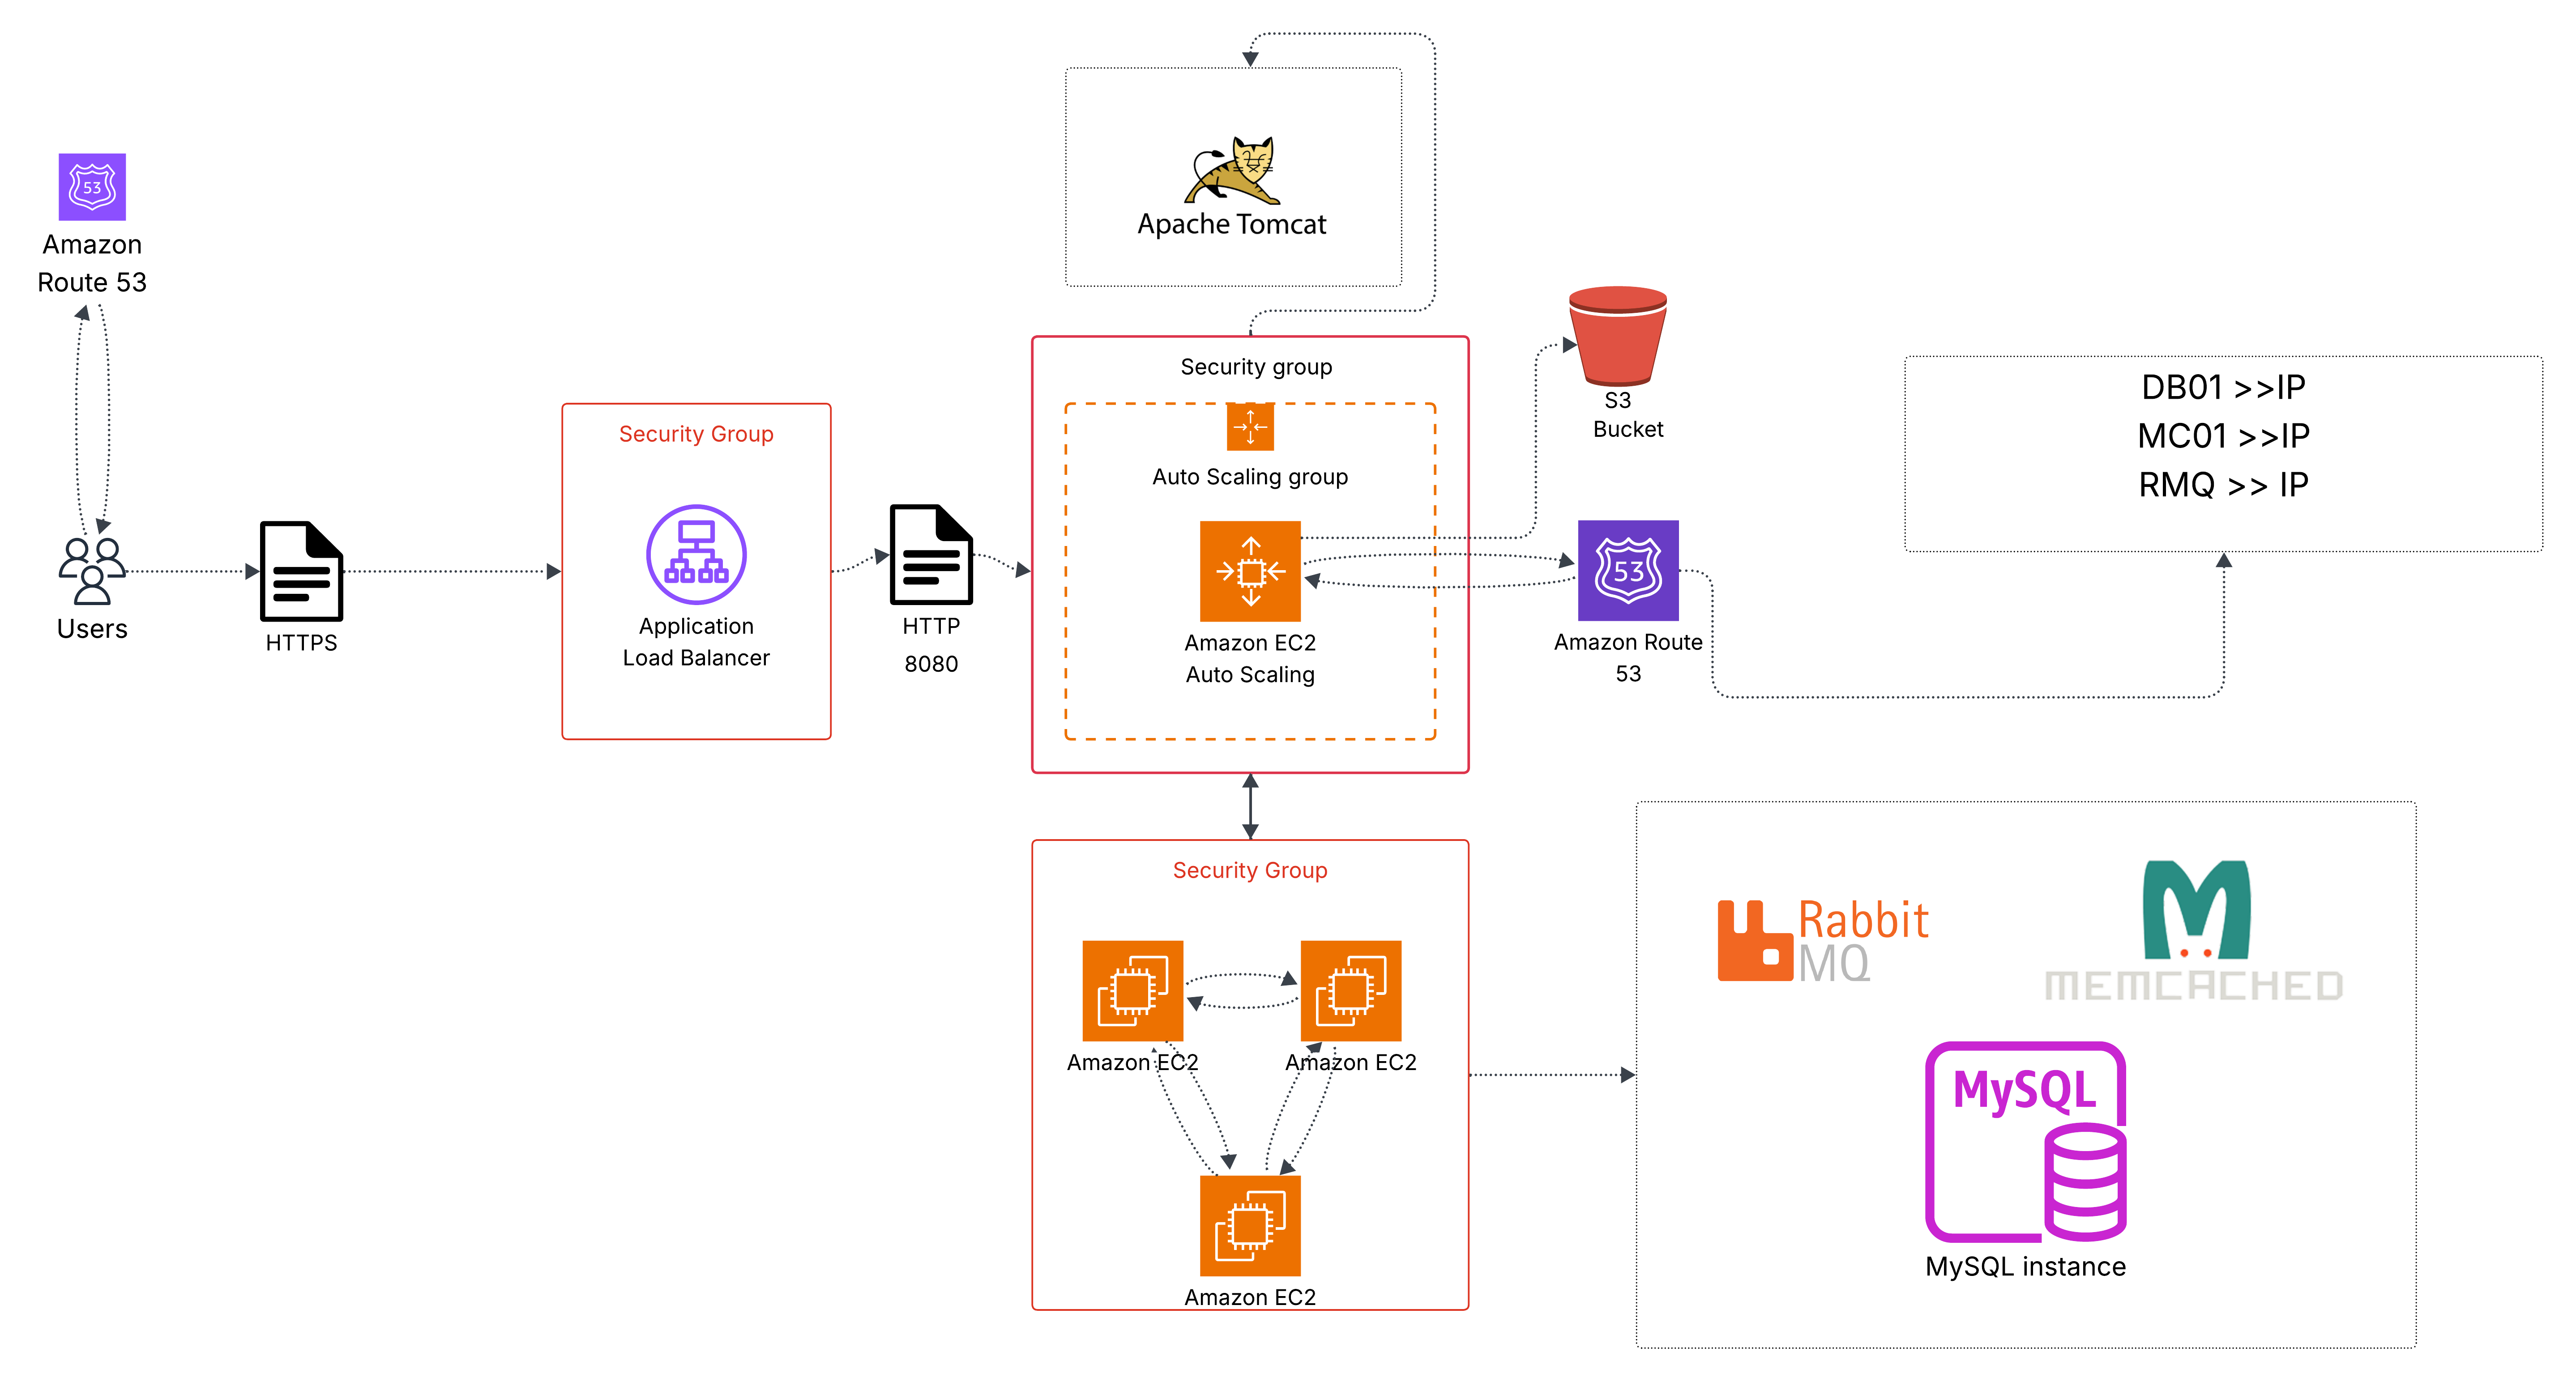 Apache Tomcat
53
Amazon
Route 53
Users
HTTPS
Security Group
Application
Load Balancer
HTTP
8080
Security group
Auto Scaling group
Amazon EC2
Auto Scaling
S3
Bucket
53
Amazon Route
53
DB01 >>IP
MC01 >>IP
RMQ >> IP
Security Group
Amazon EC2
Amazon EC2
Amazon EC2
Rabbit
MQ
MEMCACHED
MySQL
MySQL instance